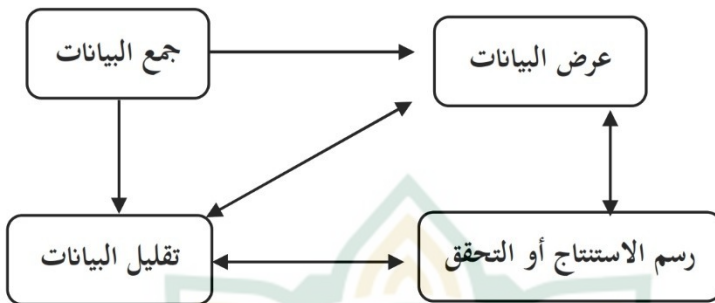 جمع البيانات
عرض البيانات
تقليل البيانات
رسم الاستنتاج أو التحقق